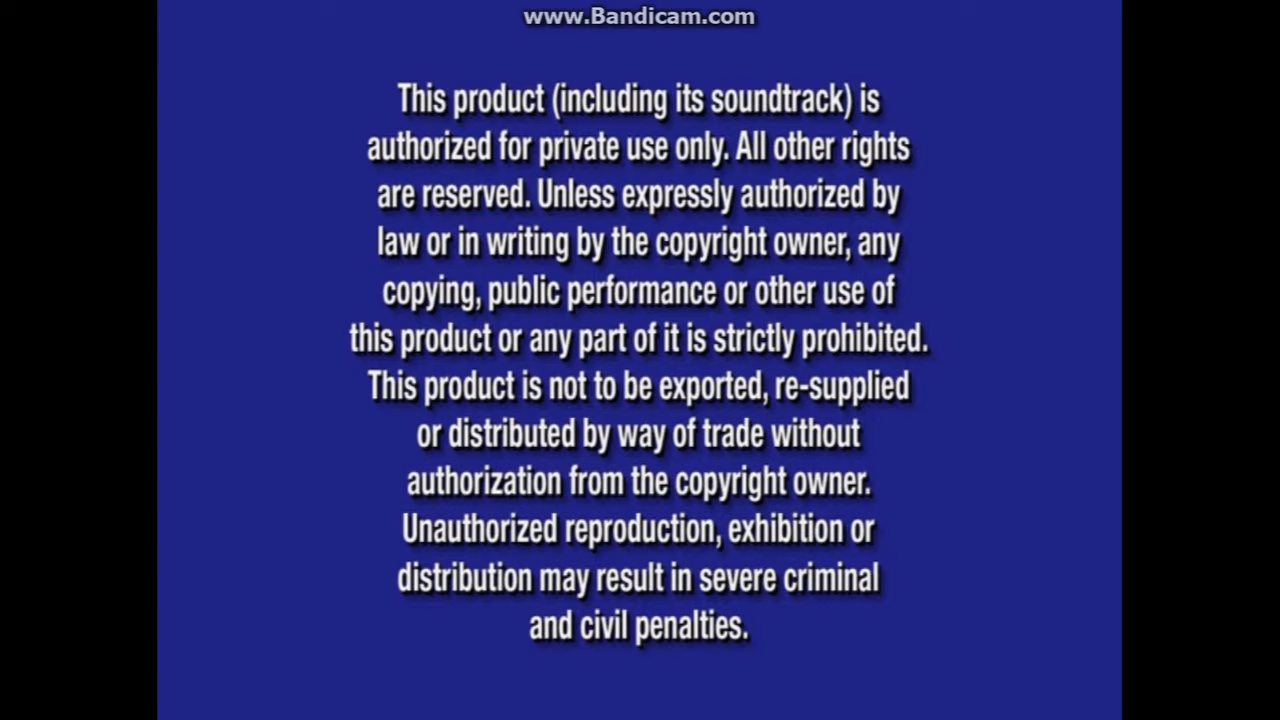 www.Bandicam.com
This product (including its soundtrack) is
authorized for private use only. All other rights
are reserved. Unless expressly authorized by
law or in writing by the copyright owner, any
copying, public performance or other use of
this product or any part of it is strictly prohibited.
This product is not to be exported, re-supplied
or distributed by way of trade without
authorization from the copyright owner.
Unauthorized reproduction, exhibition or
distribution may result in severe criminal
and civil penalties.